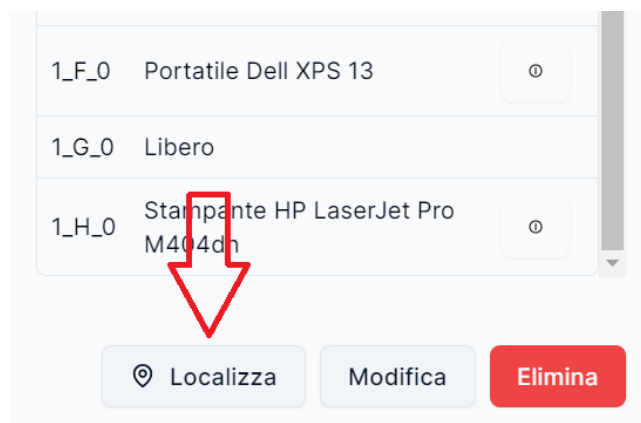 1_F_0 Portatile Dell XPS 13
1_G_0 Libero
1_H_0 Stampante HP LaserJet Pro
M404dn
Localizza Modifica Elimina